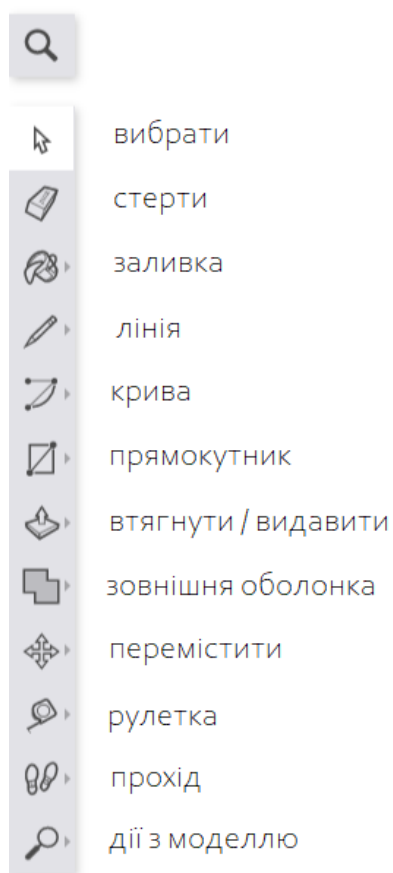 вибрати
стерти
заливка
лінія
крива
прямокутник
втягнути / видавити
зовнішня оболонка
перемістити
рулетка
прохід
дії з моделлю